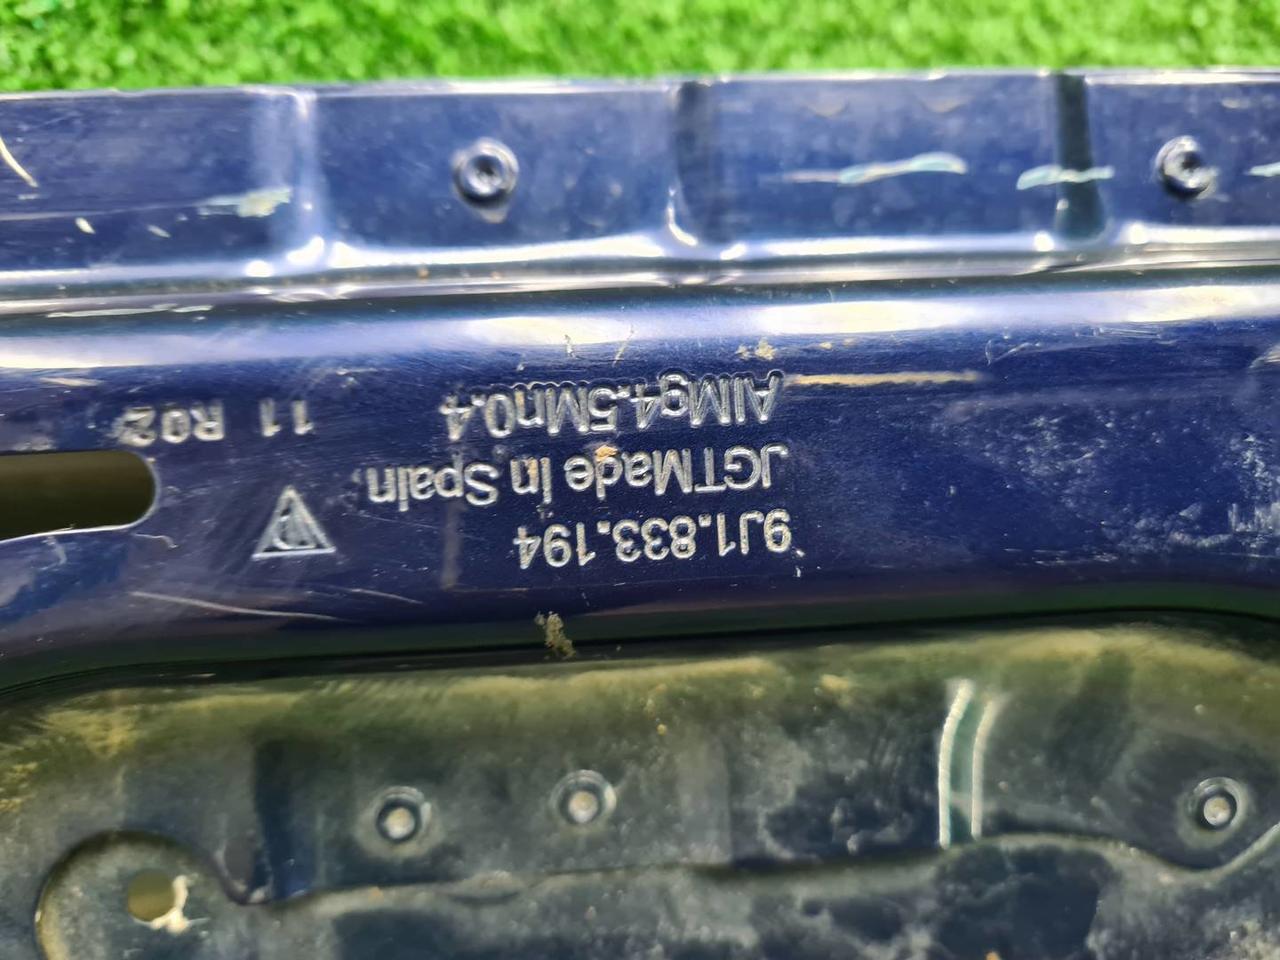 9J1.833.194
JGTMade In Spain.
AlMg4.5Mn0.4
11 R02